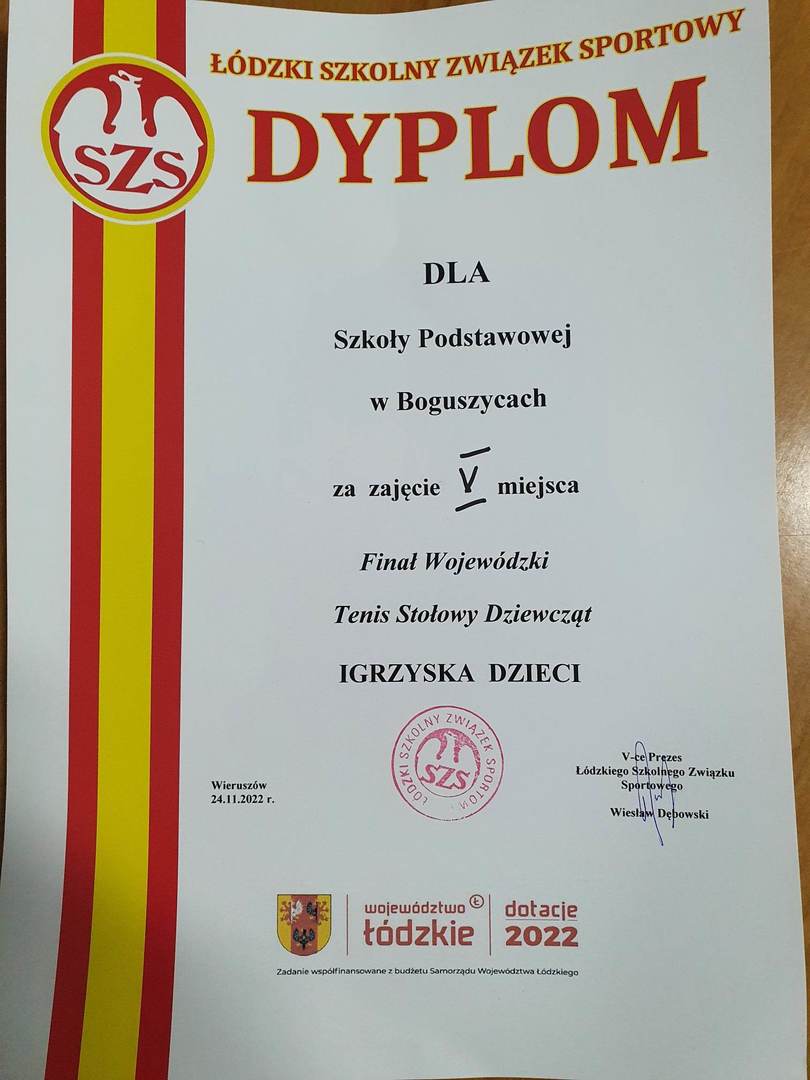 ŁÓDZKI SZKOLNY ZWIĄZEK SPORTOWY
SZS
DYPLOM
DLA
Szkoły Podstawowej
w Boguszycach
za zajęcie V miejsca
Finał Wojewódzki
Tenis Stołowy Dziewcząt
IGRZYSKA DZIECI
ŁÓDZKI SZKOLNY ZWIĄZEK SPORTOW
SZS
Wieruszów
24.11.2022 r.
V-ce Prezes
Łódzkiego Szkolnego Związku
Sportowego
Wiesław Dębowski
województwo Ł
łódzkie
dotacje
2022
Zadanie współfinansowane z budżetu Samorządu Województwa Łódzkiego